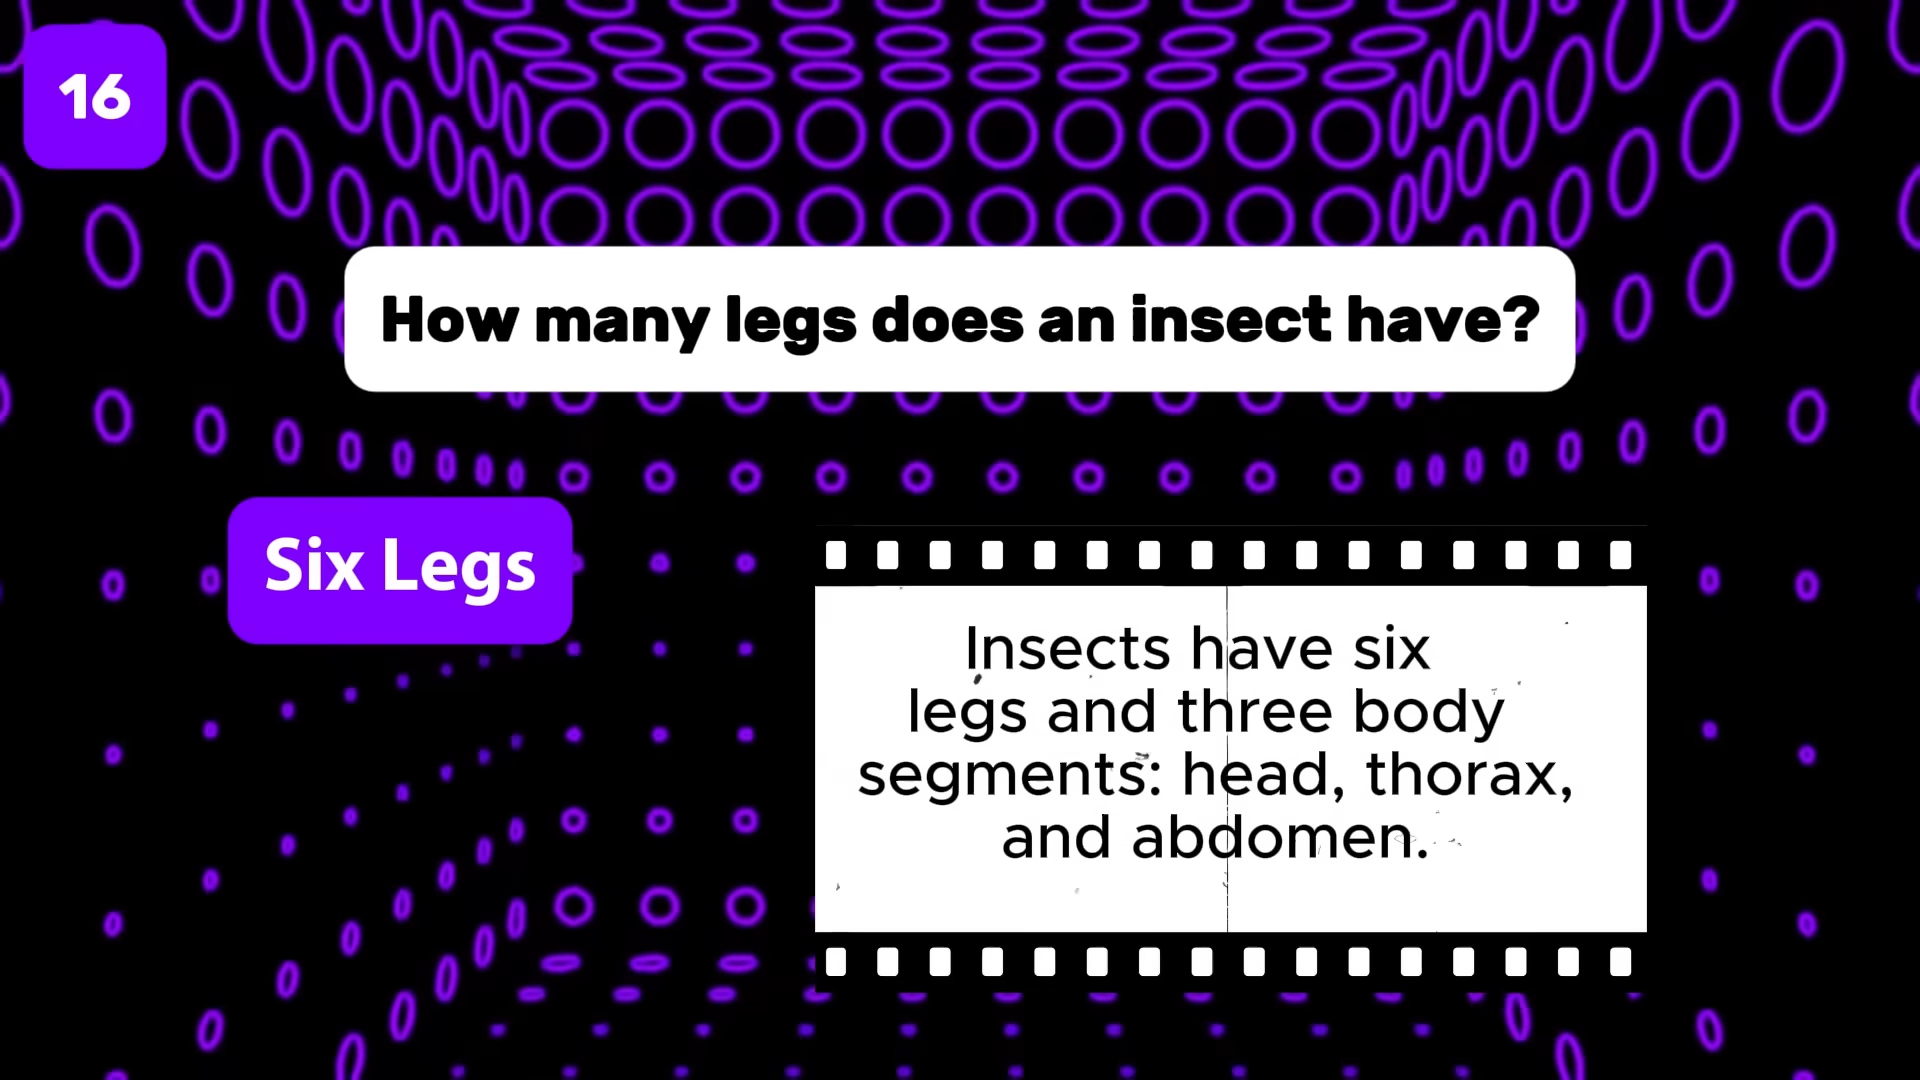 16
How many legs does an insect have?
Six Legs
Insects have six
legs and three body
segments: head, thorax,
and abdomen.